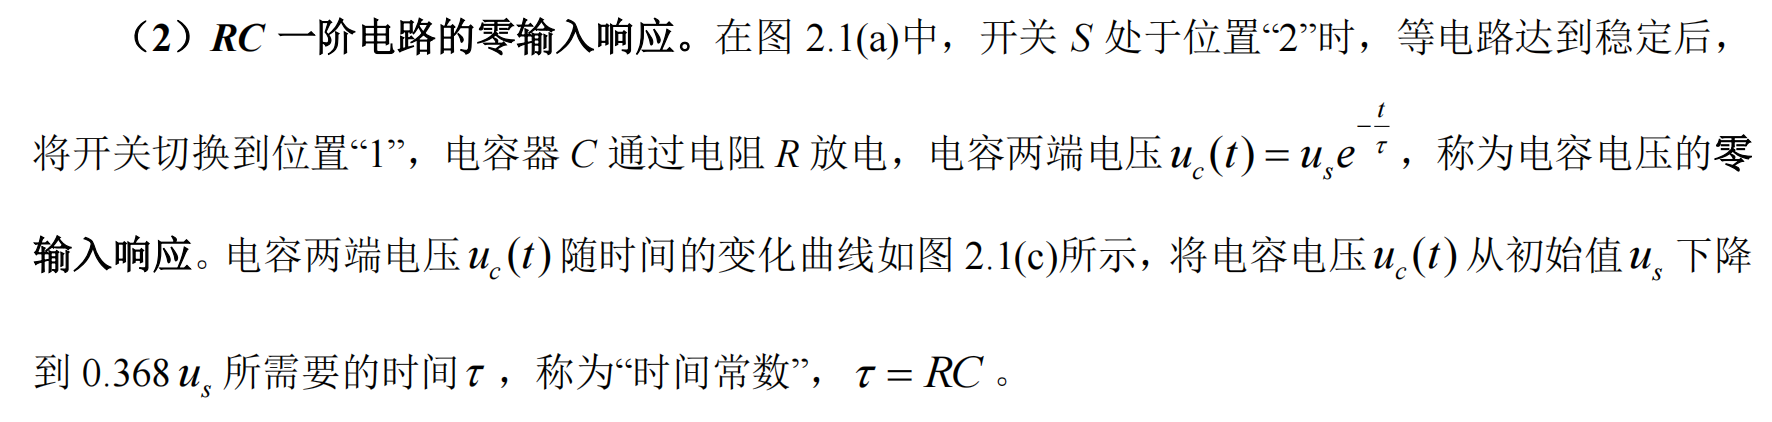 （2）RC 一阶电路的零输入响应。在图 2.1(a)中，开关 S 处于位置“2”时，等电路达到稳定后，
将开关切换到位置“1”，电容器 C 通过电阻 R 放电，电容两端电压 $u_c(t)=u_s e^{-\frac{t}{\tau}}$，称为电容电压的零
输入响应。电容两端电压 $u_c(t)$ 随时间的变化曲线如图 2.1(c)所示，将电容电压 $u_c(t)$ 从初始值 $u_s$ 下降
到 0.368 $u_s$ 所需要的时间 $\tau$，称为“时间常数”，$\tau = RC$。